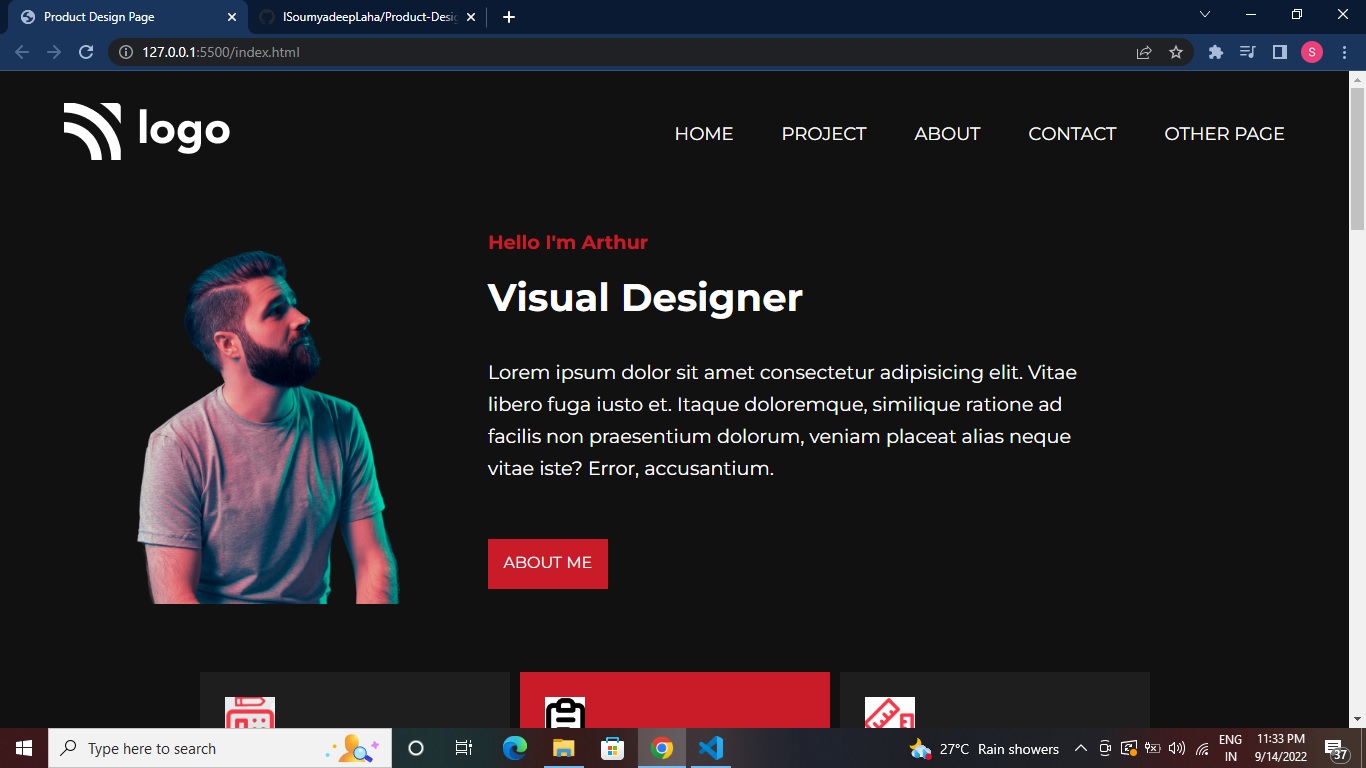 Product Design Page
ISoumyadeepLaha/Product-Desig
127.0.0.1:5500/index.html
S
logo
HOME
PROJECT
ABOUT
CONTACT
OTHER PAGE
Hello I'm Arthur
Visual Designer
Lorem ipsum dolor sit amet consectetur adipisicing elit. Vitae
libero fuga iusto et. Itaque doloremque, similique ratione ad
facilis non praesentium dolorum, veniam placeat alias neque
vitae iste? Error, accusantium.
ABOUT ME
Type here to search
27°C Rain showers
ENG
IN
11:33 PM
9/14/2022
37